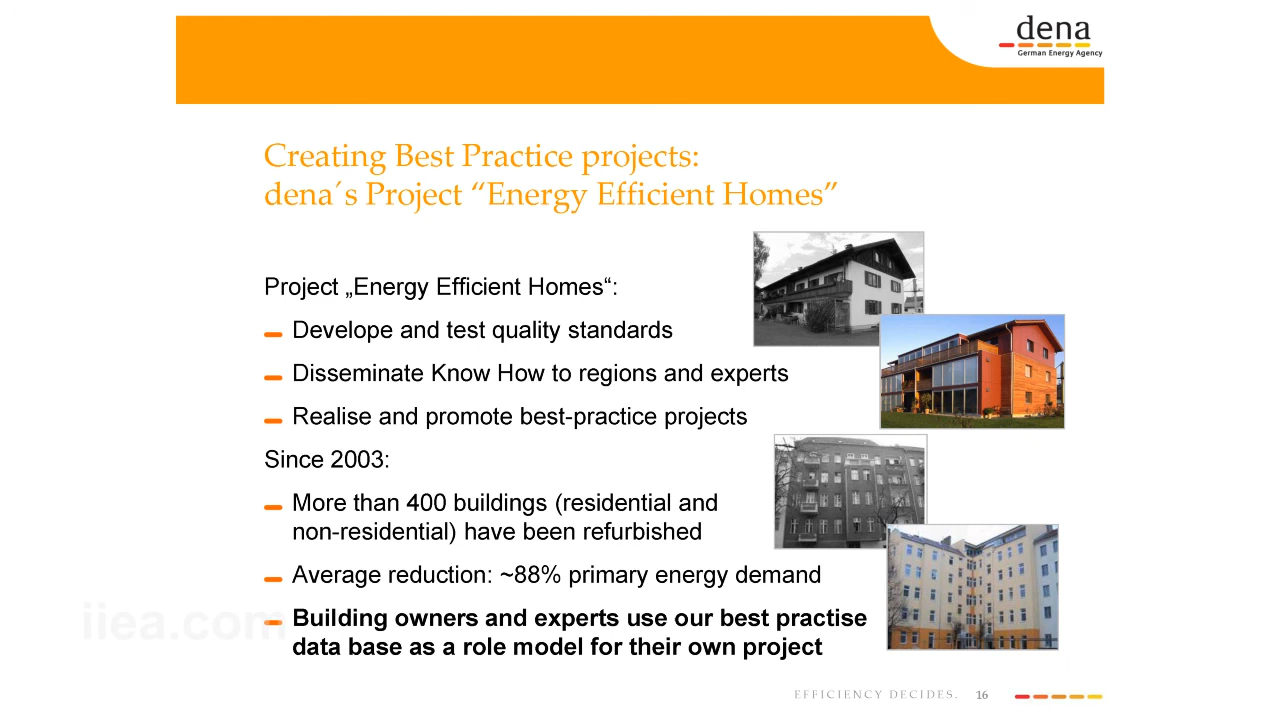 dena
German Energy Agency
Creating Best Practice projects:
dena´s Project “Energy Efficient Homes”
Project „Energy Efficient Homes“:
Develope and test quality standards
Disseminate Know How to regions and experts
Realise and promote best-practice projects
Since 2003:
More than 400 buildings (residential and
non-residential) have been refurbished
Average reduction: ~88% primary energy demand
Building owners and experts use our best practise
data base as a role model for their own project
iiea.com
EFFICIENCY DECIDES. 16